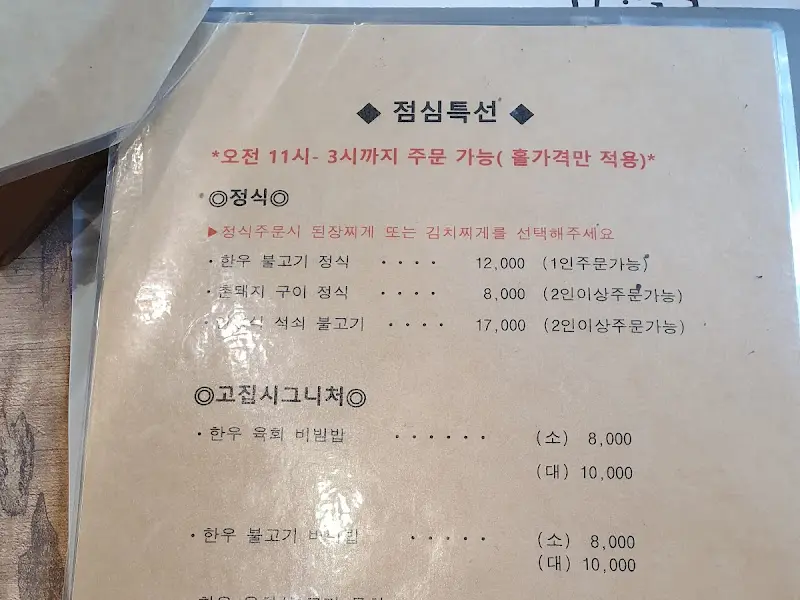 ◆ 점심특선 ◆
*오전 11시- 3시까지 주문 가능( 홀가격만 적용)*
◎정식◎
▶정식주문시 된장찌게 또는 김치찌게를 선택해주세요
· 한우 불고기 정식 · · · · 12,000 (1인주문가능)
· 촌돼지 구이 정식 · · · · 8,000 (2인이상주문가능)
석쇠 불고기 · · · · 17,000 (2인이상주문가능)
◎고집시그니처◎
· 한우 육회 비빔밥 · · · · · · (소) 8,000
(대) 10,000
· 한우 불고기 · · · · · (소) 8,000
(대) 10,000